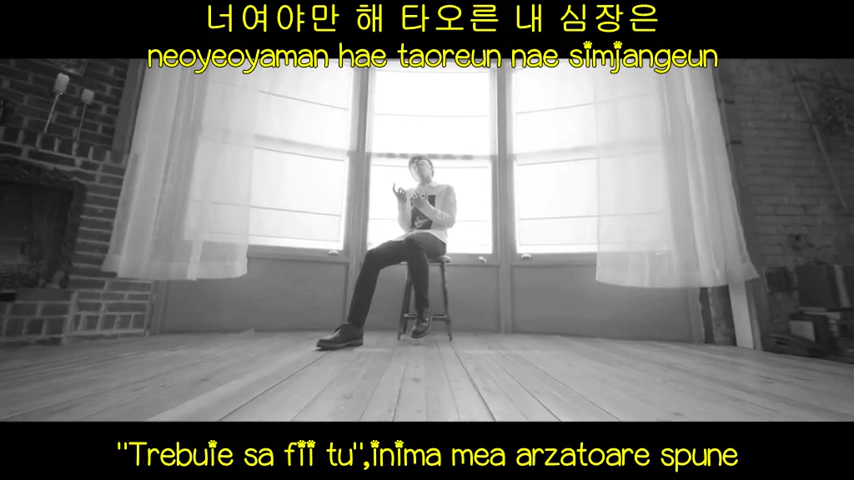 너여야만 해 타오른 내 심장은
neoyeoyaman hae taoreun nae simjangeun
"Trebuie sa fii tu",inima mea arzatoare spune